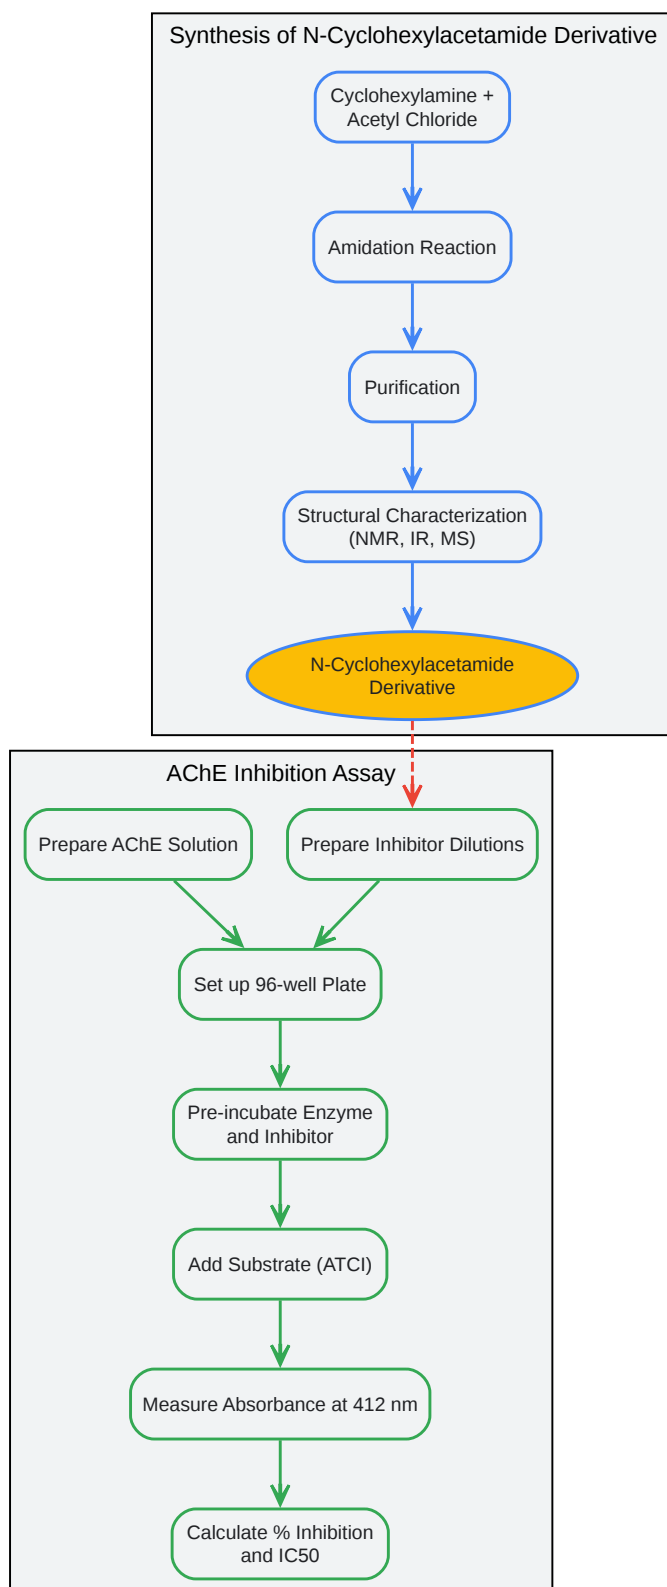 Synthesis of N-Cyclohexylacetamide Derivative
Cyclohexylamine +
Acetyl Chloride
Amidation Reaction
Purification
Structural Characterization
(NMR, IR, MS)
N-Cyclohexylacetamide
Derivative
AChE Inhibition Assay
Prepare AChE Solution
Prepare Inhibitor Dilutions
Set up 96-well Plate
Pre-incubate Enzyme
and Inhibitor
Add Substrate (ATCI)
Measure Absorbance at 412 nm
Calculate % Inhibition
and IC50